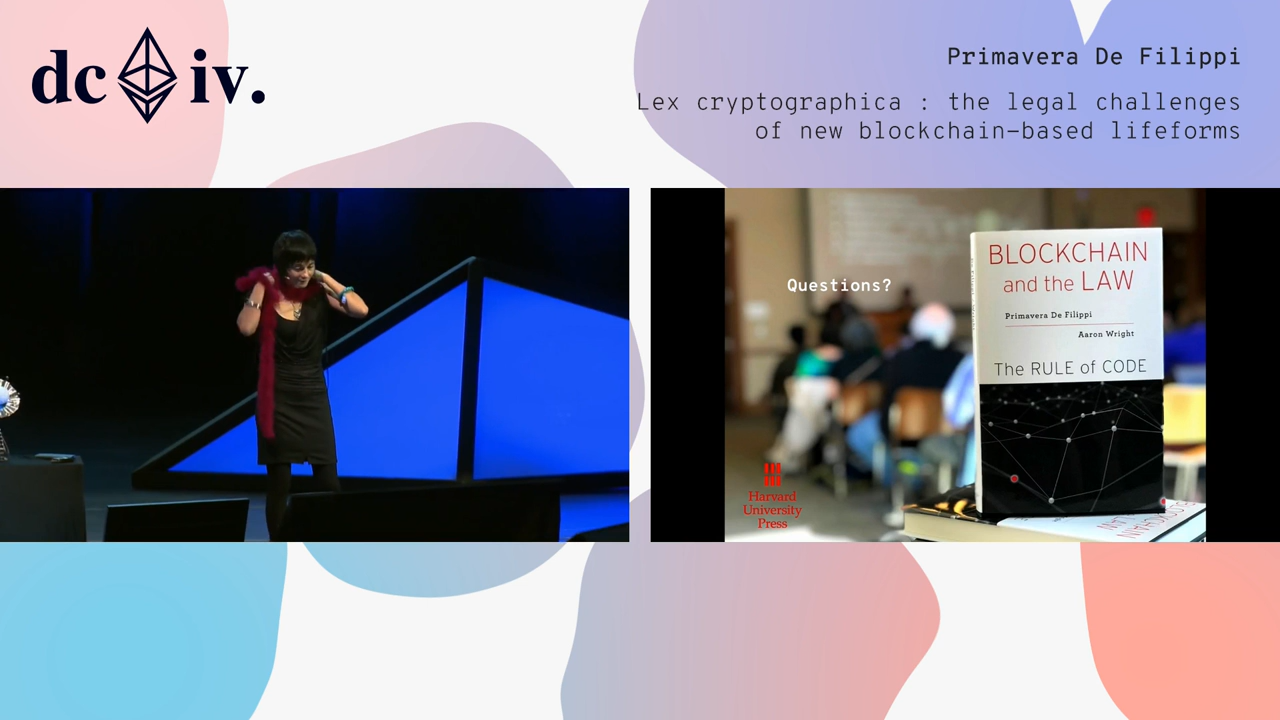 dc iv.
Primavera De Filippi
Lex cryptographica : the legal challenges
of new blockchain-based lifeforms
Questions?
BLOCKCHAIN
and the LAW
Primavera De Filippi
Aaron Wright
The RULE of CODE
Harvard
University
Press